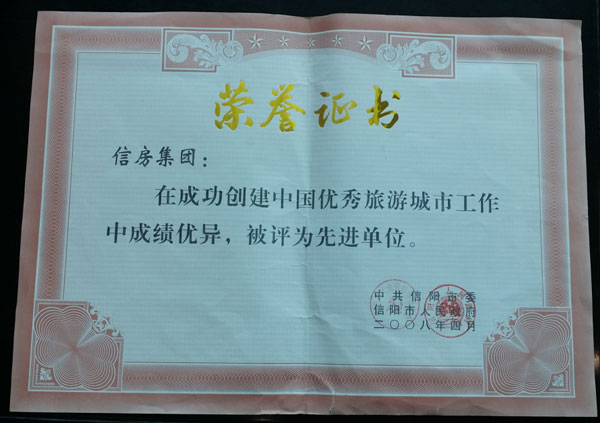 荣誉证书
信房集团：
在成功创建中国优秀旅游城市工作
中成绩优异，被评为先进单位。
中共信阳市委
信阳市人民政府
二〇〇八年四月